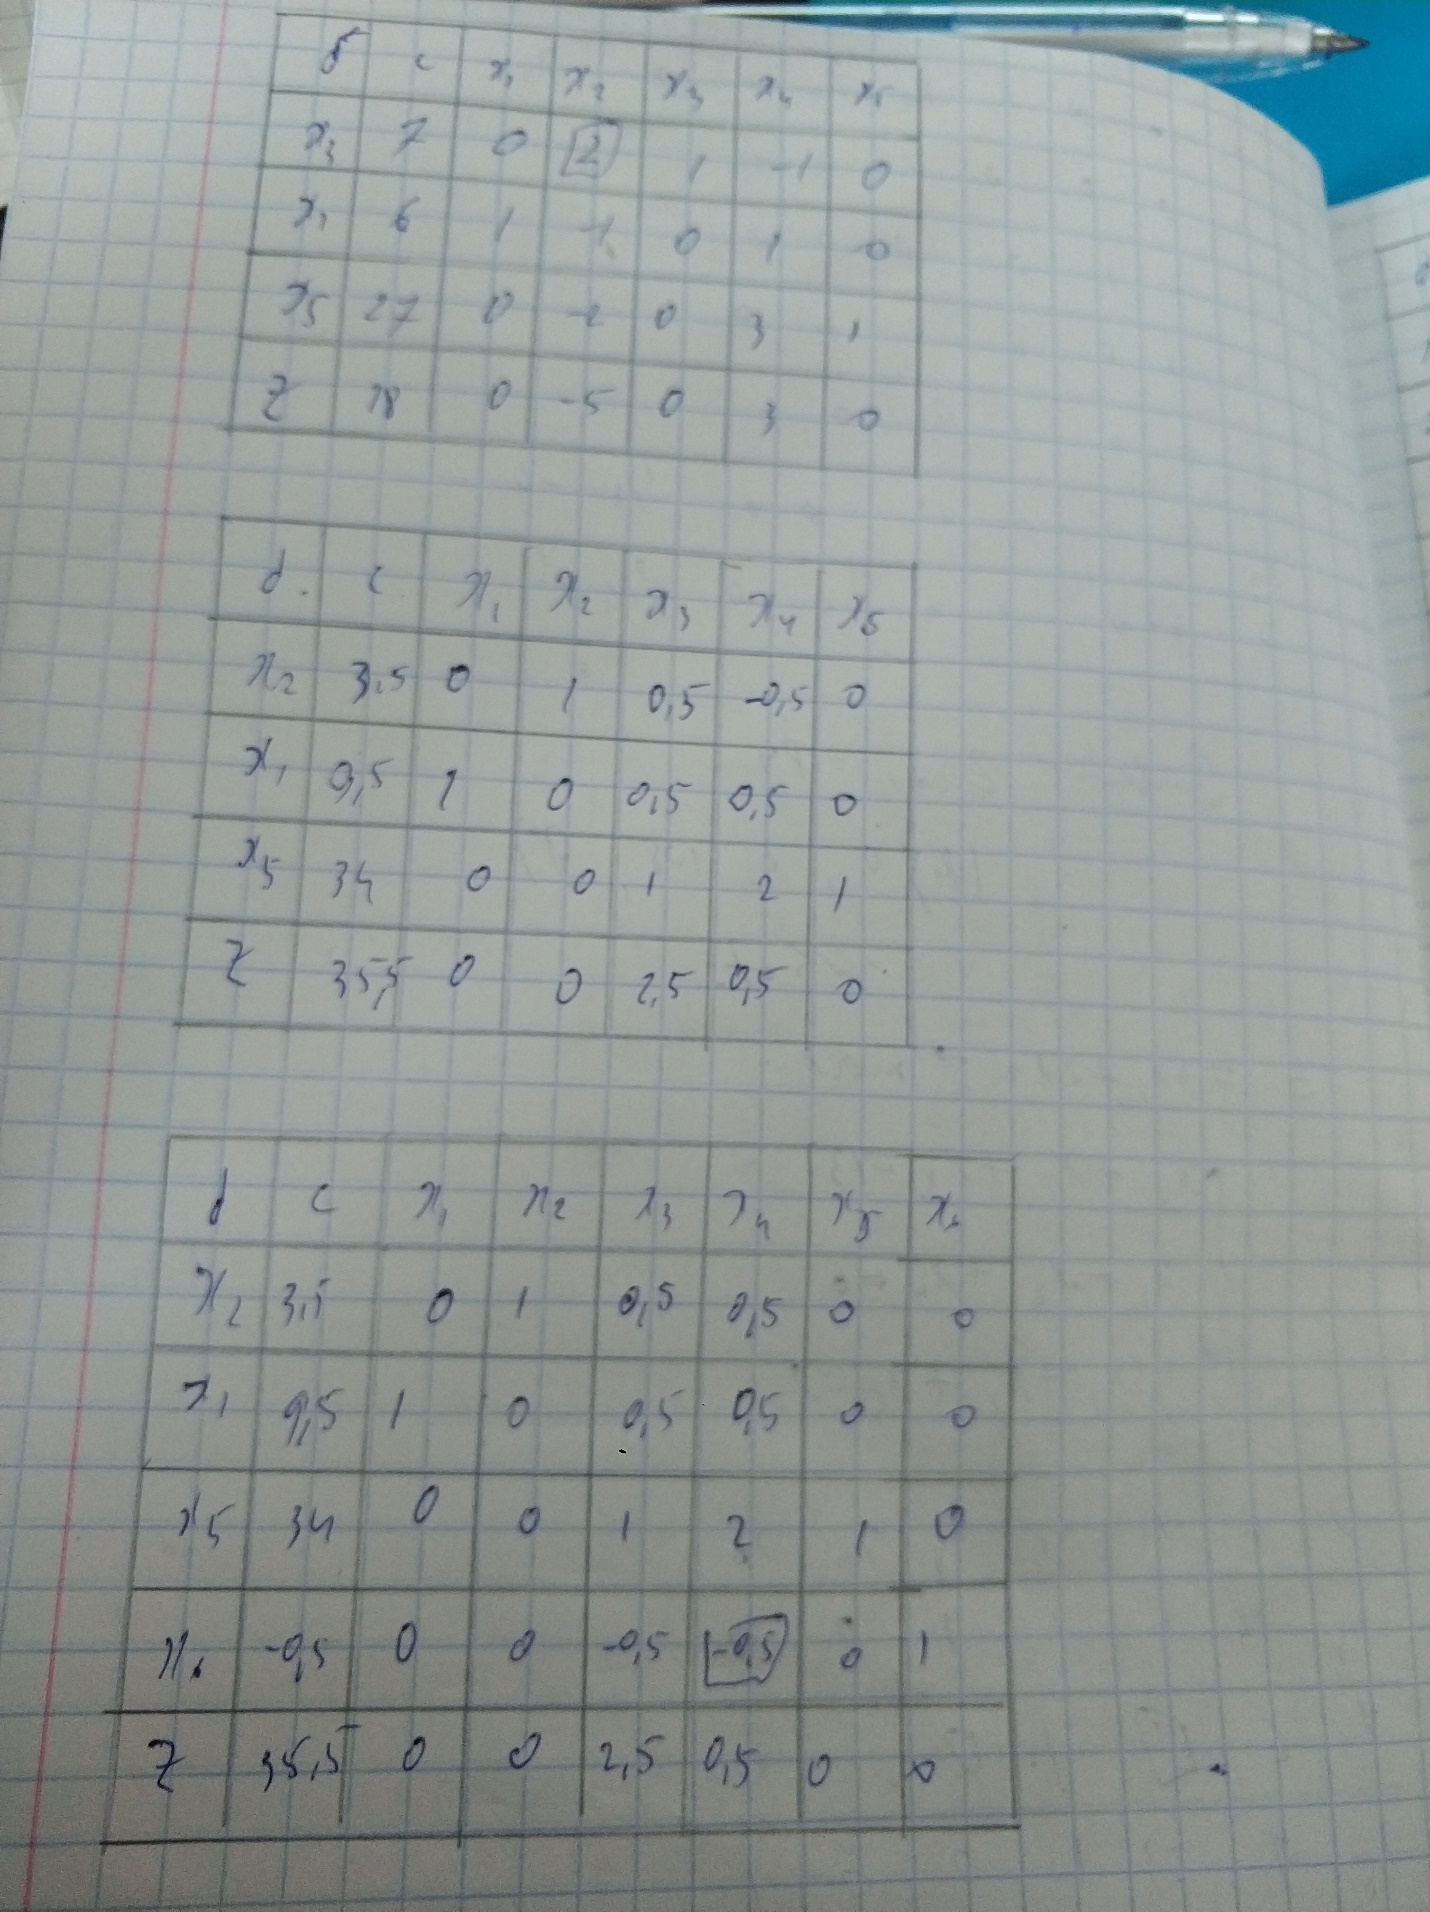 б c x₁ x₂ x₃ x₄ x₅
x₃ 7 0 2 1 -1 0
x₁ 6 1 -1 0 1 0
x₅ 27 0 -2 0 3 1
Z 18 0 -5 0 3 0
б c x₁ x₂ x₃ x₄ x₅
x₂ 3,5 0 1 0,5 -0,5 0
x₁ 9,5 1 0 0,5 0,5 0
x₅ 34 0 0 1 2 1
Z 35,5 0 0 2,5 0,5 0
б c x₁ x₂ x₃ x₄ x₅ x₆
x₂ 3,5 0 1 0,5 0,5 0 0
x₁ 9,5 1 0 0,5 0,5 0 0
x₅ 34 0 0 1 2 1 0
x₆ -0,5 0 0 -0,5 -0,5 0 1
Z 35,5 0 0 2,5 0,5 0 0